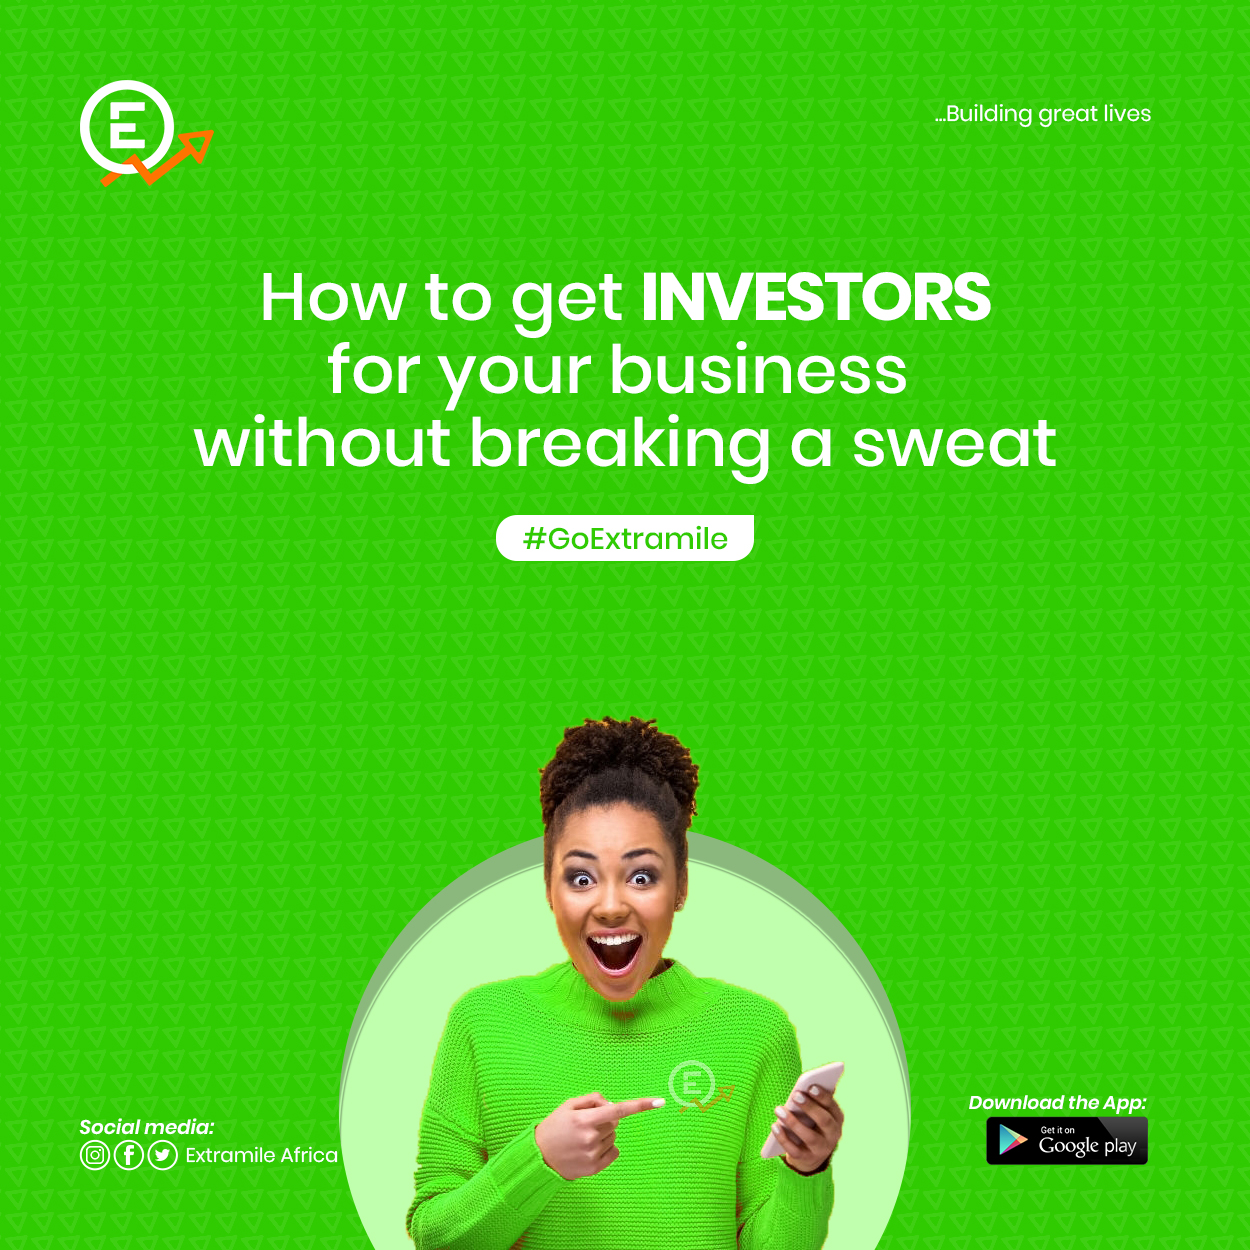 E
...Building great lives
How to get INVESTORS
for your business
without breaking a sweat
#GoExtramile
E
Social media:
Extramile Africa
Download the App:
Get it on
Google play